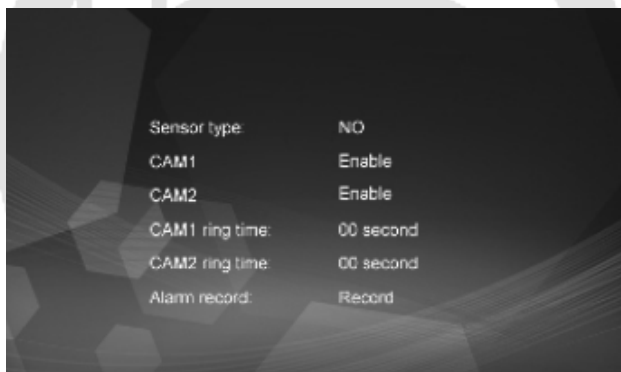 Sensor type: NO
CAM1 Enable
CAM2 Enable
CAM1 ring time: 00 second
CAM2 ring time: 00 second
Alarm record: Record